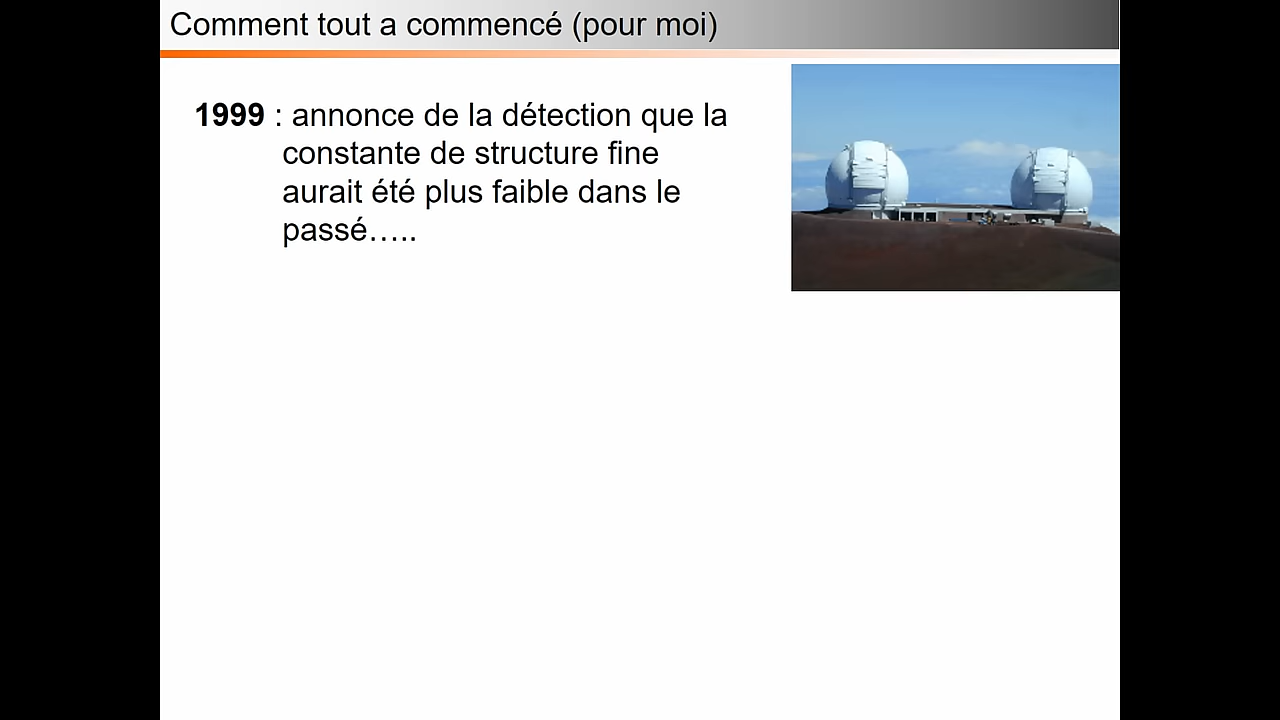 Comment tout a commencé (pour moi)
1999 : annonce de la détection que la
constante de structure fine
aurait été plus faible dans le
passé…..